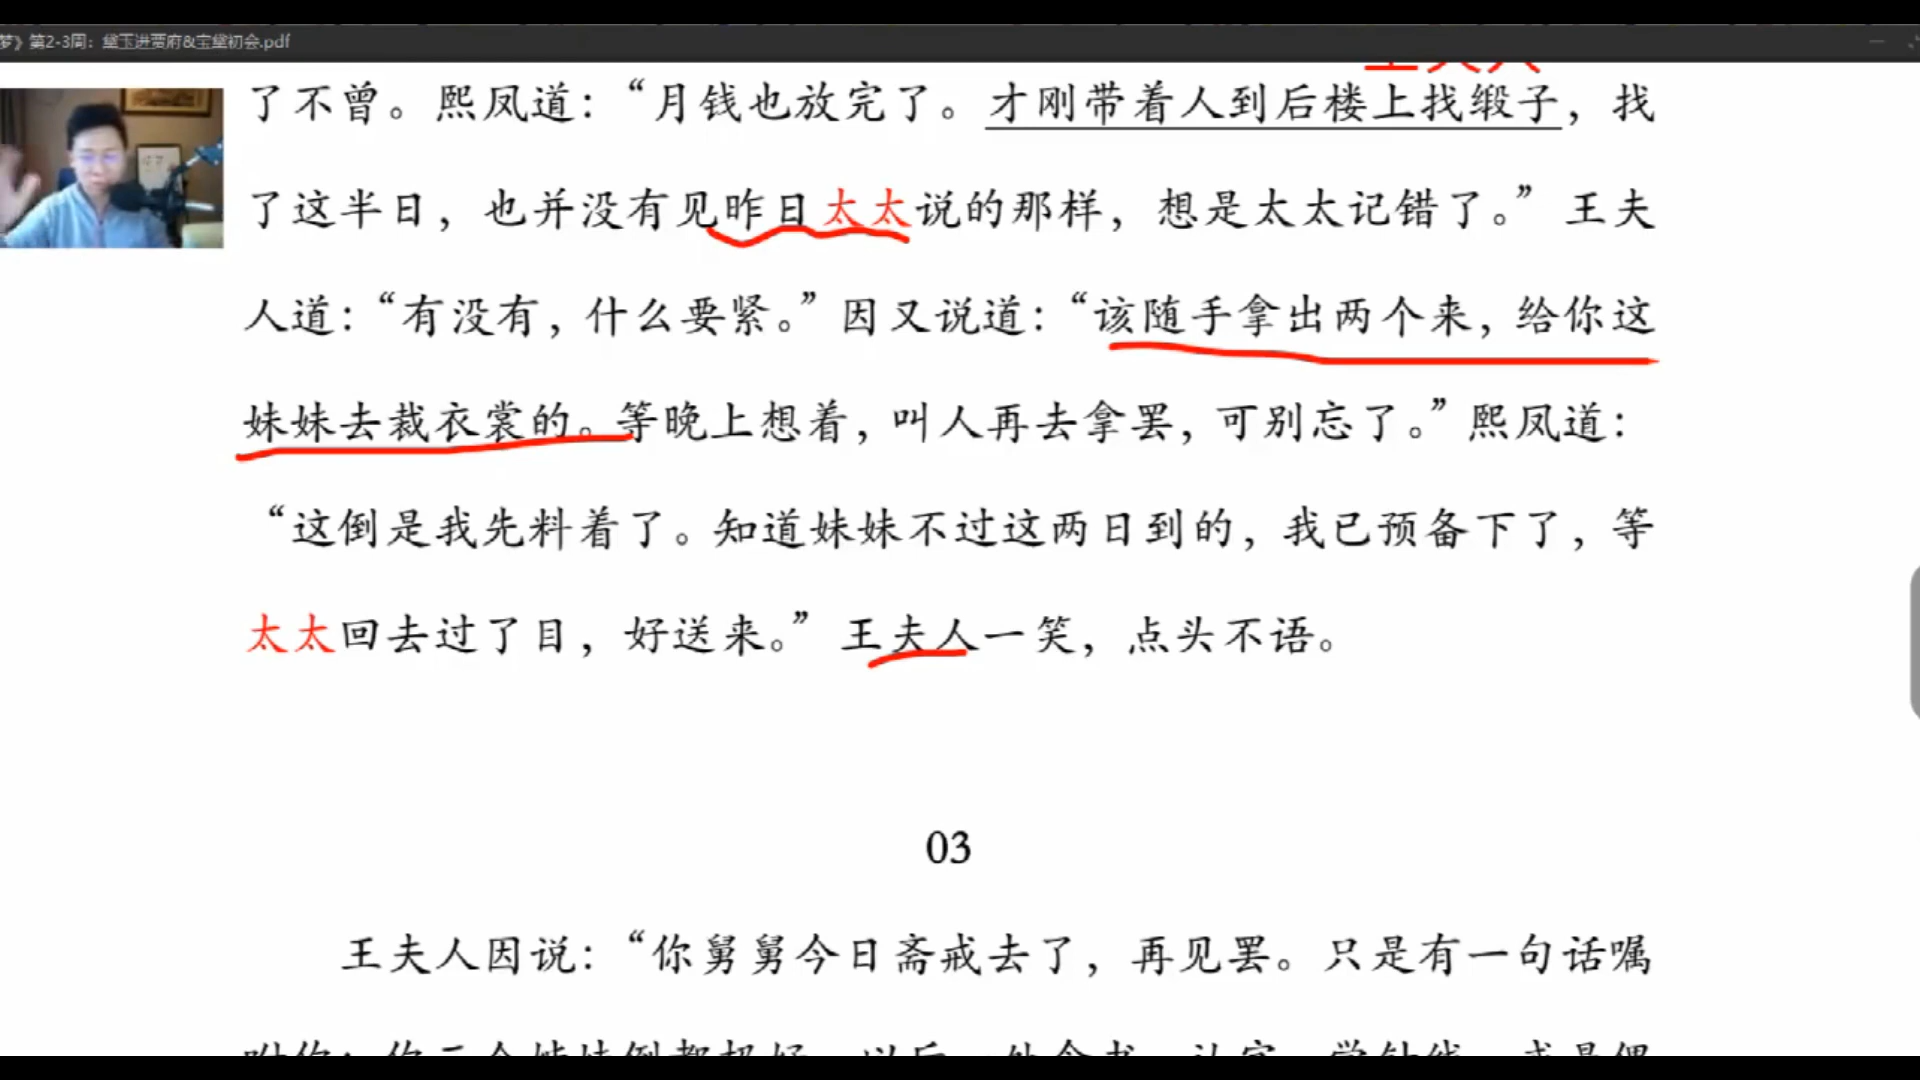 梦》第2-3周：黛玉进贾府&宝黛初会.pdf
王夫人
了不曾。熙凤道：“月钱也放完了。才刚带着人到后楼上找缎子，找
了这半日，也并没有见昨日太太说的那样，想是太太记错了。”王夫
人道：“有没有，什么要紧。”因又说道：“该随手拿出两个来，给你这
妹妹去裁衣裳的。等晚上想着，叫人再去拿罢，可别忘了。”熙凤道：
“这倒是我先料着了。知道妹妹不过这两日到的，我已预备下了，等
太太回去过了目，好送来。”王夫人一笑，点头不语。
03
王夫人因说：“你舅舅今日斋戒去了，再见罢。只是有一句话嘱